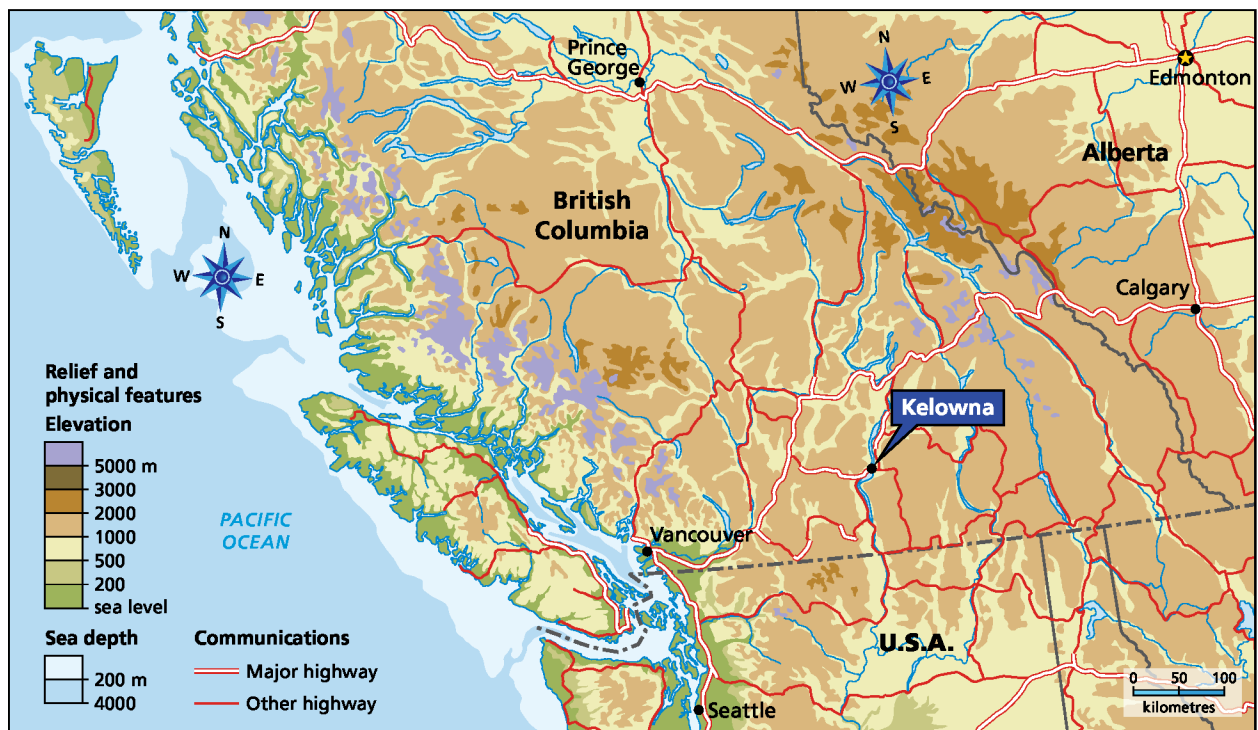 Prince
George
N
W
E
S
Edmonton
Alberta
British
Columbia
N
W
E
S
Calgary
Relief and
physical features
Elevation
5000 m
3000
2000
1000
500
200
sea level
Kelowna
PACIFIC
OCEAN
Vancouver
Sea depth
200 m
4000
Communications
Major highway
Other highway
U.S.A.
Seattle
0 50 100
kilometres